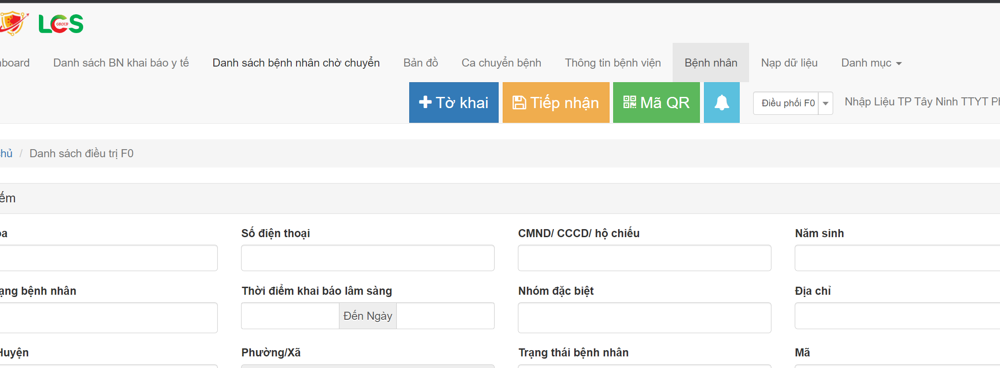 LCS
GROUP
board Danh sách BN khai báo y tế Danh sách bệnh nhân chờ chuyển Bản đồ Ca chuyển bệnh Thông tin bệnh viện Bệnh nhân Nạp dữ liệu Danh mục
Tờ khai Tiếp nhận Mã QR Điều phối F0 Nhập Liệu TP Tây Ninh TTYT Ph
hủ / Danh sách điều trị F0
ếm
oa Số điện thoại CMND/ CCCD/ hộ chiếu Năm sinh
ạng bệnh nhân Thời điểm khai báo lâm sàng Nhóm đặc biệt Địa chỉ
Đến Ngày
Huyện Phường/Xã Trạng thái bệnh nhân Mã